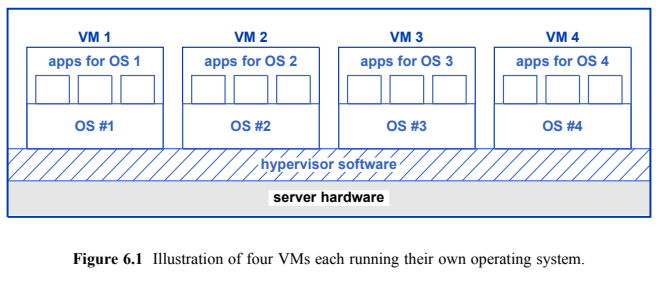 VM 1 VM 2 VM 3 VM 4
apps for OS 1 apps for OS 2 apps for OS 3 apps for OS 4
OS #1 OS #2 OS #3 OS #4
hypervisor software
server hardware
Figure 6.1 Illustration of four VMs each running their own operating system.